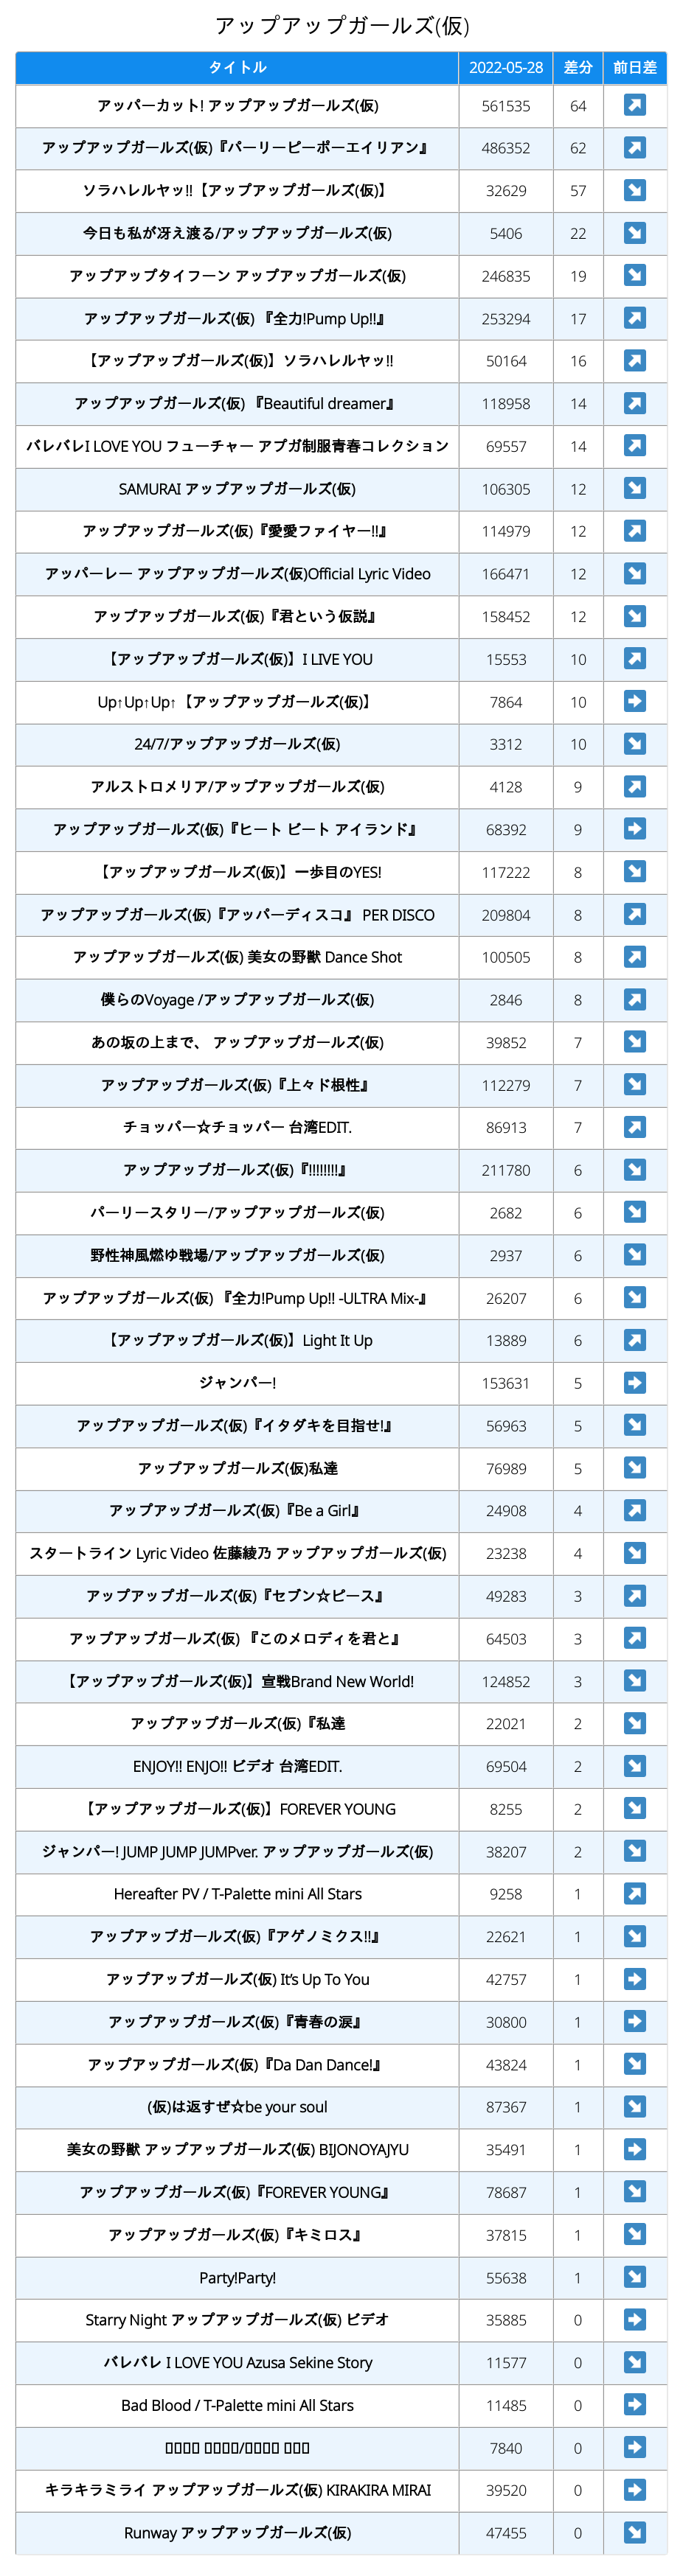 アップアップガールズ(仮)
タイトル 2022-05-28 差分 前日差
アッパーカット! アップアップガールズ(仮) 561535 64 ↗
アップアップガールズ(仮)『パーリーピーポーエイリアン』 486352 62 ↗
ソラハレルヤッ!!【アップアップガールズ(仮)】 32629 57 ↘
今日も私が冴え渡る/アップアップガールズ(仮) 5406 22 ↘
アップアップタイフーン アップアップガールズ(仮) 246835 19 ↘
アップアップガールズ(仮) 『全力!Pump Up!!』 253294 17 ↗
【アップアップガールズ(仮)】ソラハレルヤッ!! 50164 16 ↗
アップアップガールズ(仮) 『Beautiful dreamer』 118958 14 ↗
バレバレI LOVE YOU フューチャー アプガ制服青春コレクション 69557 14 ↗
SAMURAI アップアップガールズ(仮) 106305 12 ↘
アップアップガールズ(仮)『愛愛ファイヤー!!』 114979 12 ↗
アッパーレー アップアップガールズ(仮)Official Lyric Video 166471 12 ↘
アップアップガールズ(仮)『君という仮説』 158452 12 ↘
【アップアップガールズ(仮)】I LIVE YOU 15553 10 ↗
Up↑Up↑Up↑【アップアップガールズ(仮)】 7864 10 ➡
24/7/アップアップガールズ(仮) 3312 10 ↘
アルストロメリア/アップアップガールズ(仮) 4128 9 ↗
アップアップガールズ(仮)『ヒート ビート アイランド』 68392 9 ➡
【アップアップガールズ(仮)】一歩目のYES! 117222 8 ↘
アップアップガールズ(仮)『アッパーディスコ』 PER DISCO 209804 8 ↗
アップアップガールズ(仮) 美女の野獣 Dance Shot 100505 8 ↗
僕らのVoyage /アップアップガールズ(仮) 2846 8 ↗
あの坂の上まで、 アップアップガールズ(仮) 39852 7 ↘
アップアップガールズ(仮)『上々ド根性』 112279 7 ↘
チョッパー☆チョッパー 台湾EDIT. 86913 7 ↗
アップアップガールズ(仮)『!!!!!!!!』 211780 6 ↘
パーリースタリー/アップアップガールズ(仮) 2682 6 ↘
野性神風燃ゆ戦場/アップアップガールズ(仮) 2937 6 ↘
アップアップガールズ(仮) 『全力!Pump Up!! -ULTRA Mix-』 26207 6 ↘
【アップアップガールズ(仮)】Light It Up 13889 6 ↗
ジャンパー! 153631 5 ➡
アップアップガールズ(仮)『イタダキを目指せ!』 56963 5 ↘
アップアップガールズ(仮)私達 76989 5 ↘
アップアップガールズ(仮)『Be a Girl』 24908 4 ↗
スタートライン Lyric Video 佐藤綾乃 アップアップガールズ(仮) 23238 4 ↘
アップアップガールズ(仮)『セブン☆ピース』 49283 3 ↗
アップアップガールズ(仮) 『このメロディを君と』 64503 3 ↗
【アップアップガールズ(仮)】宣戦Brand New World! 124852 3 ↘
アップアップガールズ(仮)『私達 22021 2 ↘
ENJOY!! ENJO!! ビデオ 台湾EDIT. 69504 2 ↘
【アップアップガールズ(仮)】FOREVER YOUNG 8255 2 ↘
ジャンパー! JUMP JUMP JUMPver. アップアップガールズ(仮) 38207 2 ↘
Hereafter PV / T-Palette mini All Stars 9258 1 ↗
アップアップガールズ(仮)『アゲノミクス!!』 22621 1 ↘
アップアップガールズ(仮) It's Up To You 42757 1 ➡
アップアップガールズ(仮)『青春の涙』 30800 1 ➡
アップアップガールズ(仮)『Da Dan Dance!』 43824 1 ↘
(仮)は返すぜ☆be your soul 87367 1 ↘
美女の野獣 アップアップガールズ(仮) BIJONOYAJYU 35491 1 ➡
アップアップガールズ(仮)『FOREVER YOUNG』 78687 1 ↘
アップアップガールズ(仮)『キミロス』 37815 1 ↘
Party!Party! 55638 1 ↘
Starry Night アップアップガールズ(仮) ビデオ 35885 0 ➡
バレバレ I LOVE YOU Azusa Sekine Story 11577 0 ↘
Bad Blood / T-Palette mini All Stars 11485 0 ➡
7840 0 ➡
キラキラミライ アップアップガールズ(仮) KIRAKIRA MIRAI 39520 0 ➡
Runway アップアップガールズ(仮) 47455 0 ↘